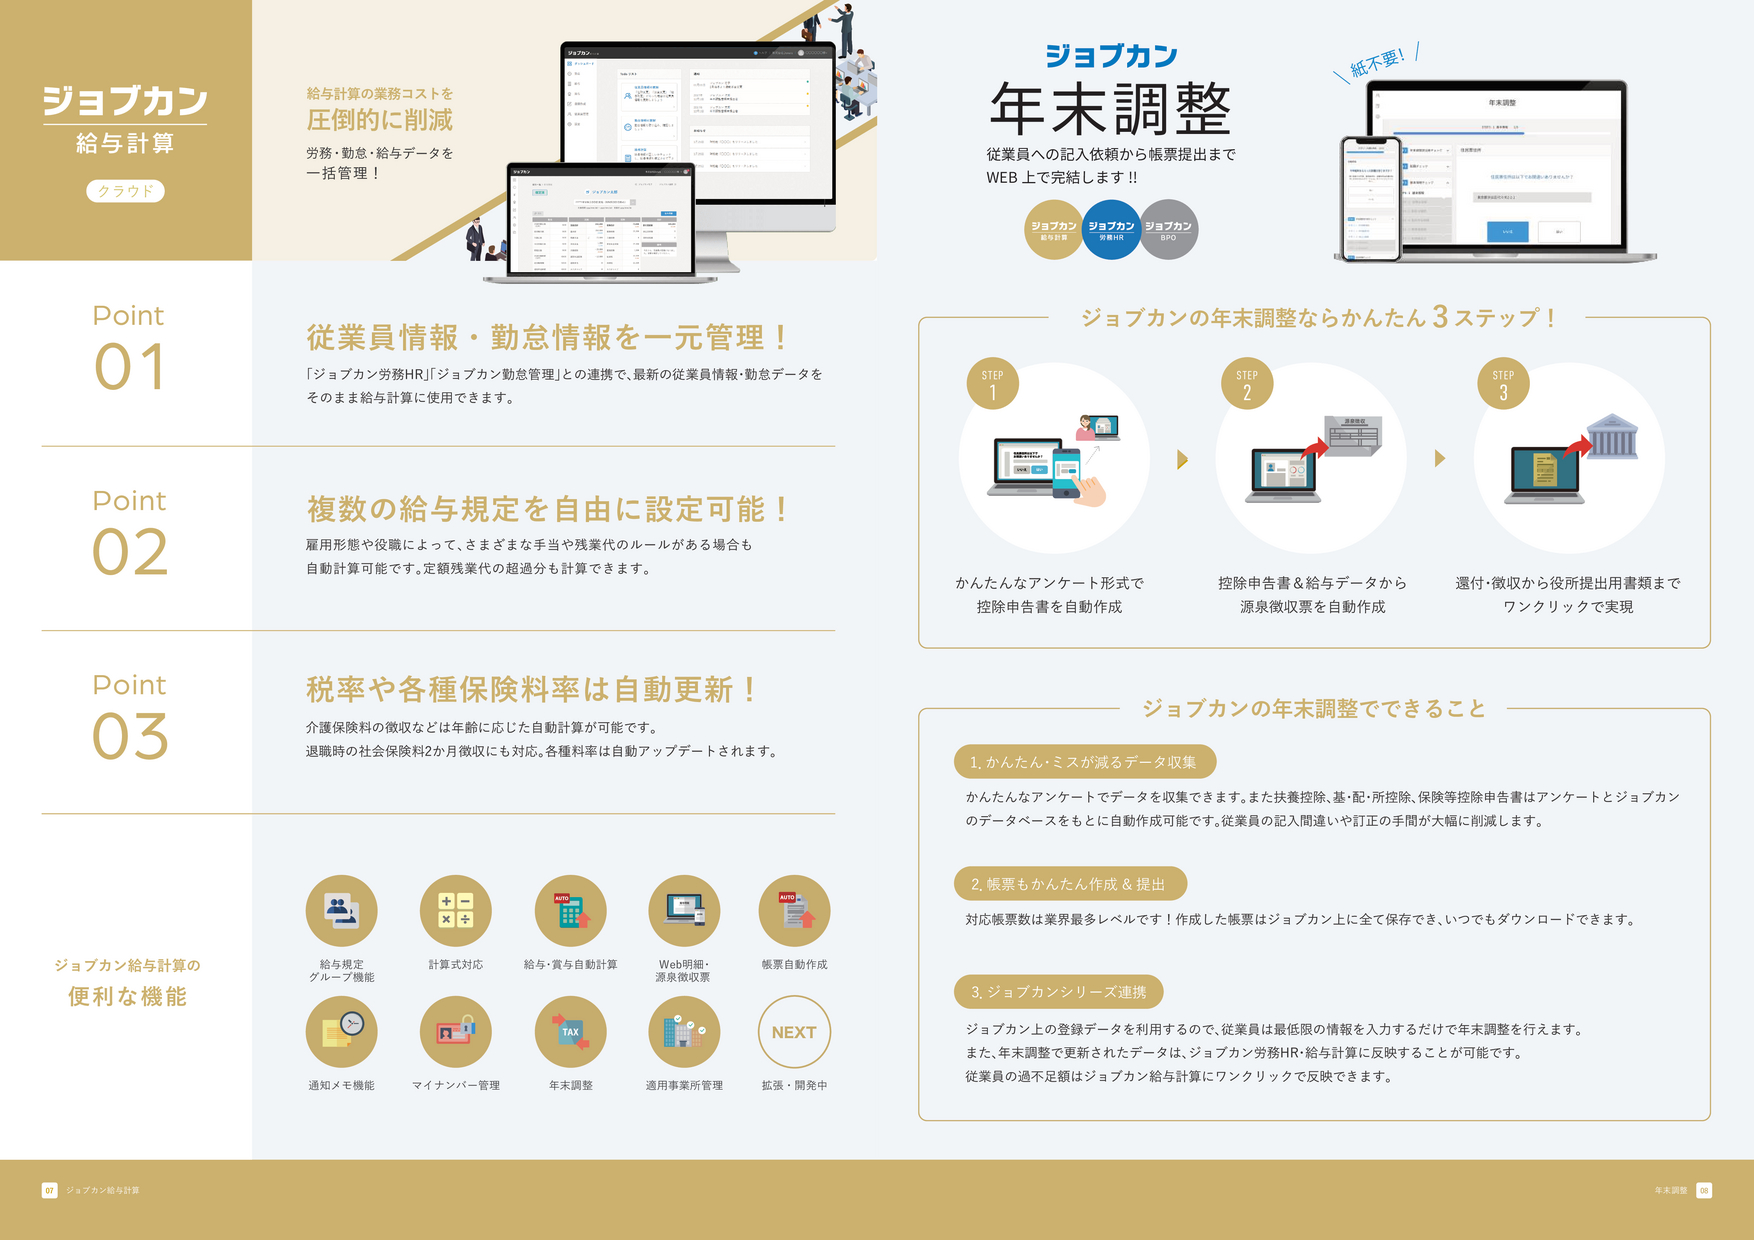 ジョブカン
給与計算
クラウド
給与計算の業務コストを
圧倒的に削減
労務・勤怠・給与データを
一括管理！
Point
01
従業員情報・勤怠情報を一元管理！
「ジョブカン労務HR」「ジョブカン勤怠管理」との連携で、最新の従業員情報・勤怠データを
そのまま給与計算に使用できます。
Point
02
複数の給与規定を自由に設定可能！
雇用形態や役職によって、さまざまな手当や残業代のルールがある場合も
自動計算可能です。定額残業代の超過分も計算できます。
Point
03
税率や各種保険料率は自動更新！
介護保険料の徴収などは年齢に応じた自動計算が可能です。
退職時の社会保険料2か月徴収にも対応。各種料率は自動アップデートされます。
ジョブカン給与計算の
便利な機能
給与規定
グループ機能
計算式対応
AUTO
給与・賞与自動計算
Web明細・
源泉徴収票
AUTO
帳票自動作成
通知メモ機能
マイナンバー管理
TAX
年末調整
適用事業所管理
NEXT
拡張・開発中
07 ジョブカン給与計算
ジョブカン
年末調整
従業員への記入依頼から帳票提出まで
WEB 上で完結します !!
ジョブカン
給与計算
ジョブカン
労務HR
ジョブカン
BPO
紙不要!
年末調整
ジョブカンの年末調整ならかんたん 3 ステップ！
STEP
1
かんたんなアンケート形式で
控除申告書を自動作成
STEP
2
源泉徴収
控除申告書＆給与データから
源泉徴収票を自動作成
STEP
3
還付・徴収から役所提出用書類まで
ワンクリックで実現
ジョブカンの年末調整でできること
1. かんたん・ミスが減るデータ収集
かんたんなアンケートでデータを収集できます。また扶養控除、基・配・所控除、保険等控除申告書はアンケートとジョブカン
のデータベースをもとに自動作成可能です。従業員の記入間違いや訂正の手間が大幅に削減します。
2. 帳票もかんたん作成 & 提出
対応帳票数は業界最多レベルです！作成した帳票はジョブカン上に全て保存でき、いつでもダウンロードできます。
3. ジョブカンシリーズ連携
ジョブカン上の登録データを利用するので、従業員は最低限の情報を入力するだけで年末調整を行えます。
また、年末調整で更新されたデータは、ジョブカン労務HR・給与計算に反映することが可能です。
従業員の過不足額はジョブカン給与計算にワンクリックで反映できます。
年末調整 08